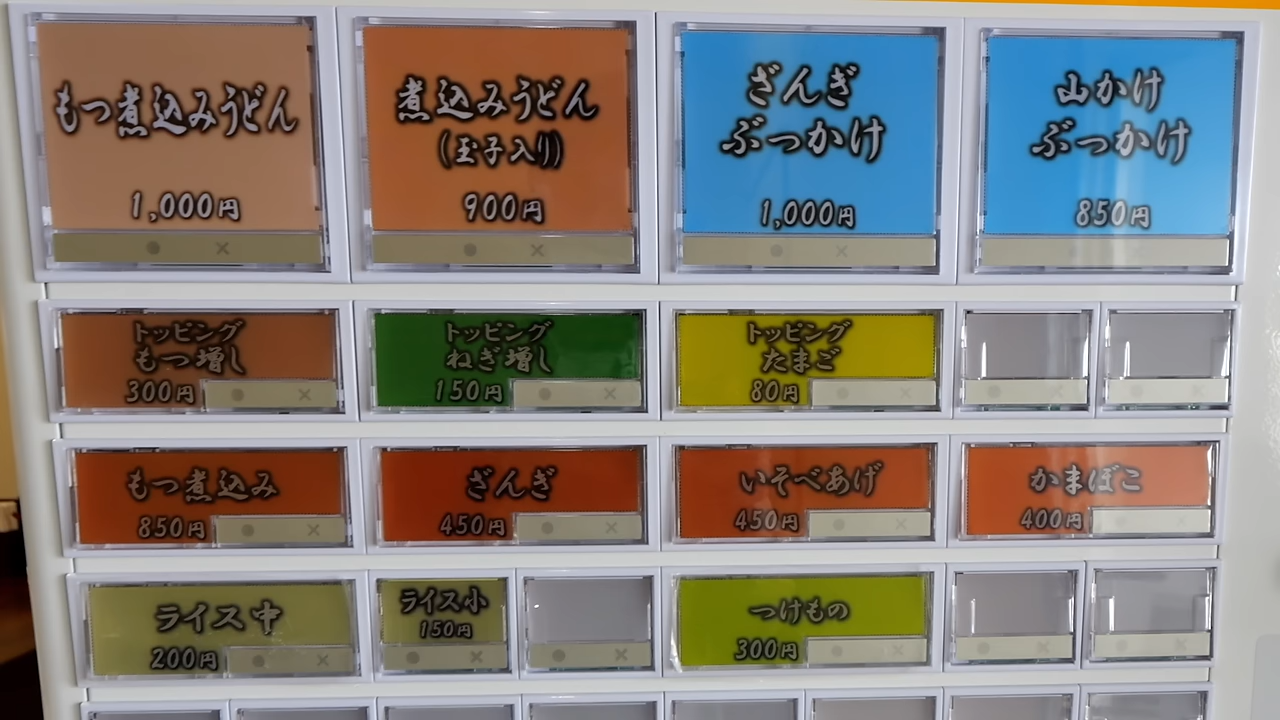 もつ煮込みうどん
1,000円
煮込みうどん
(玉子入り)
900円
ざんぎ
ぶっかけ
1,000円
山かけ
ぶっかけ
850円
トッピング
もつ増し
300円
トッピング
ねぎ増し
150円
トッピング
たまご
80円
もつ煮込み
850円
ざんぎ
450円
いそべあげ
450円
かまぼこ
400円
ライス中
200円
ライス小
150円
つけもの
300円